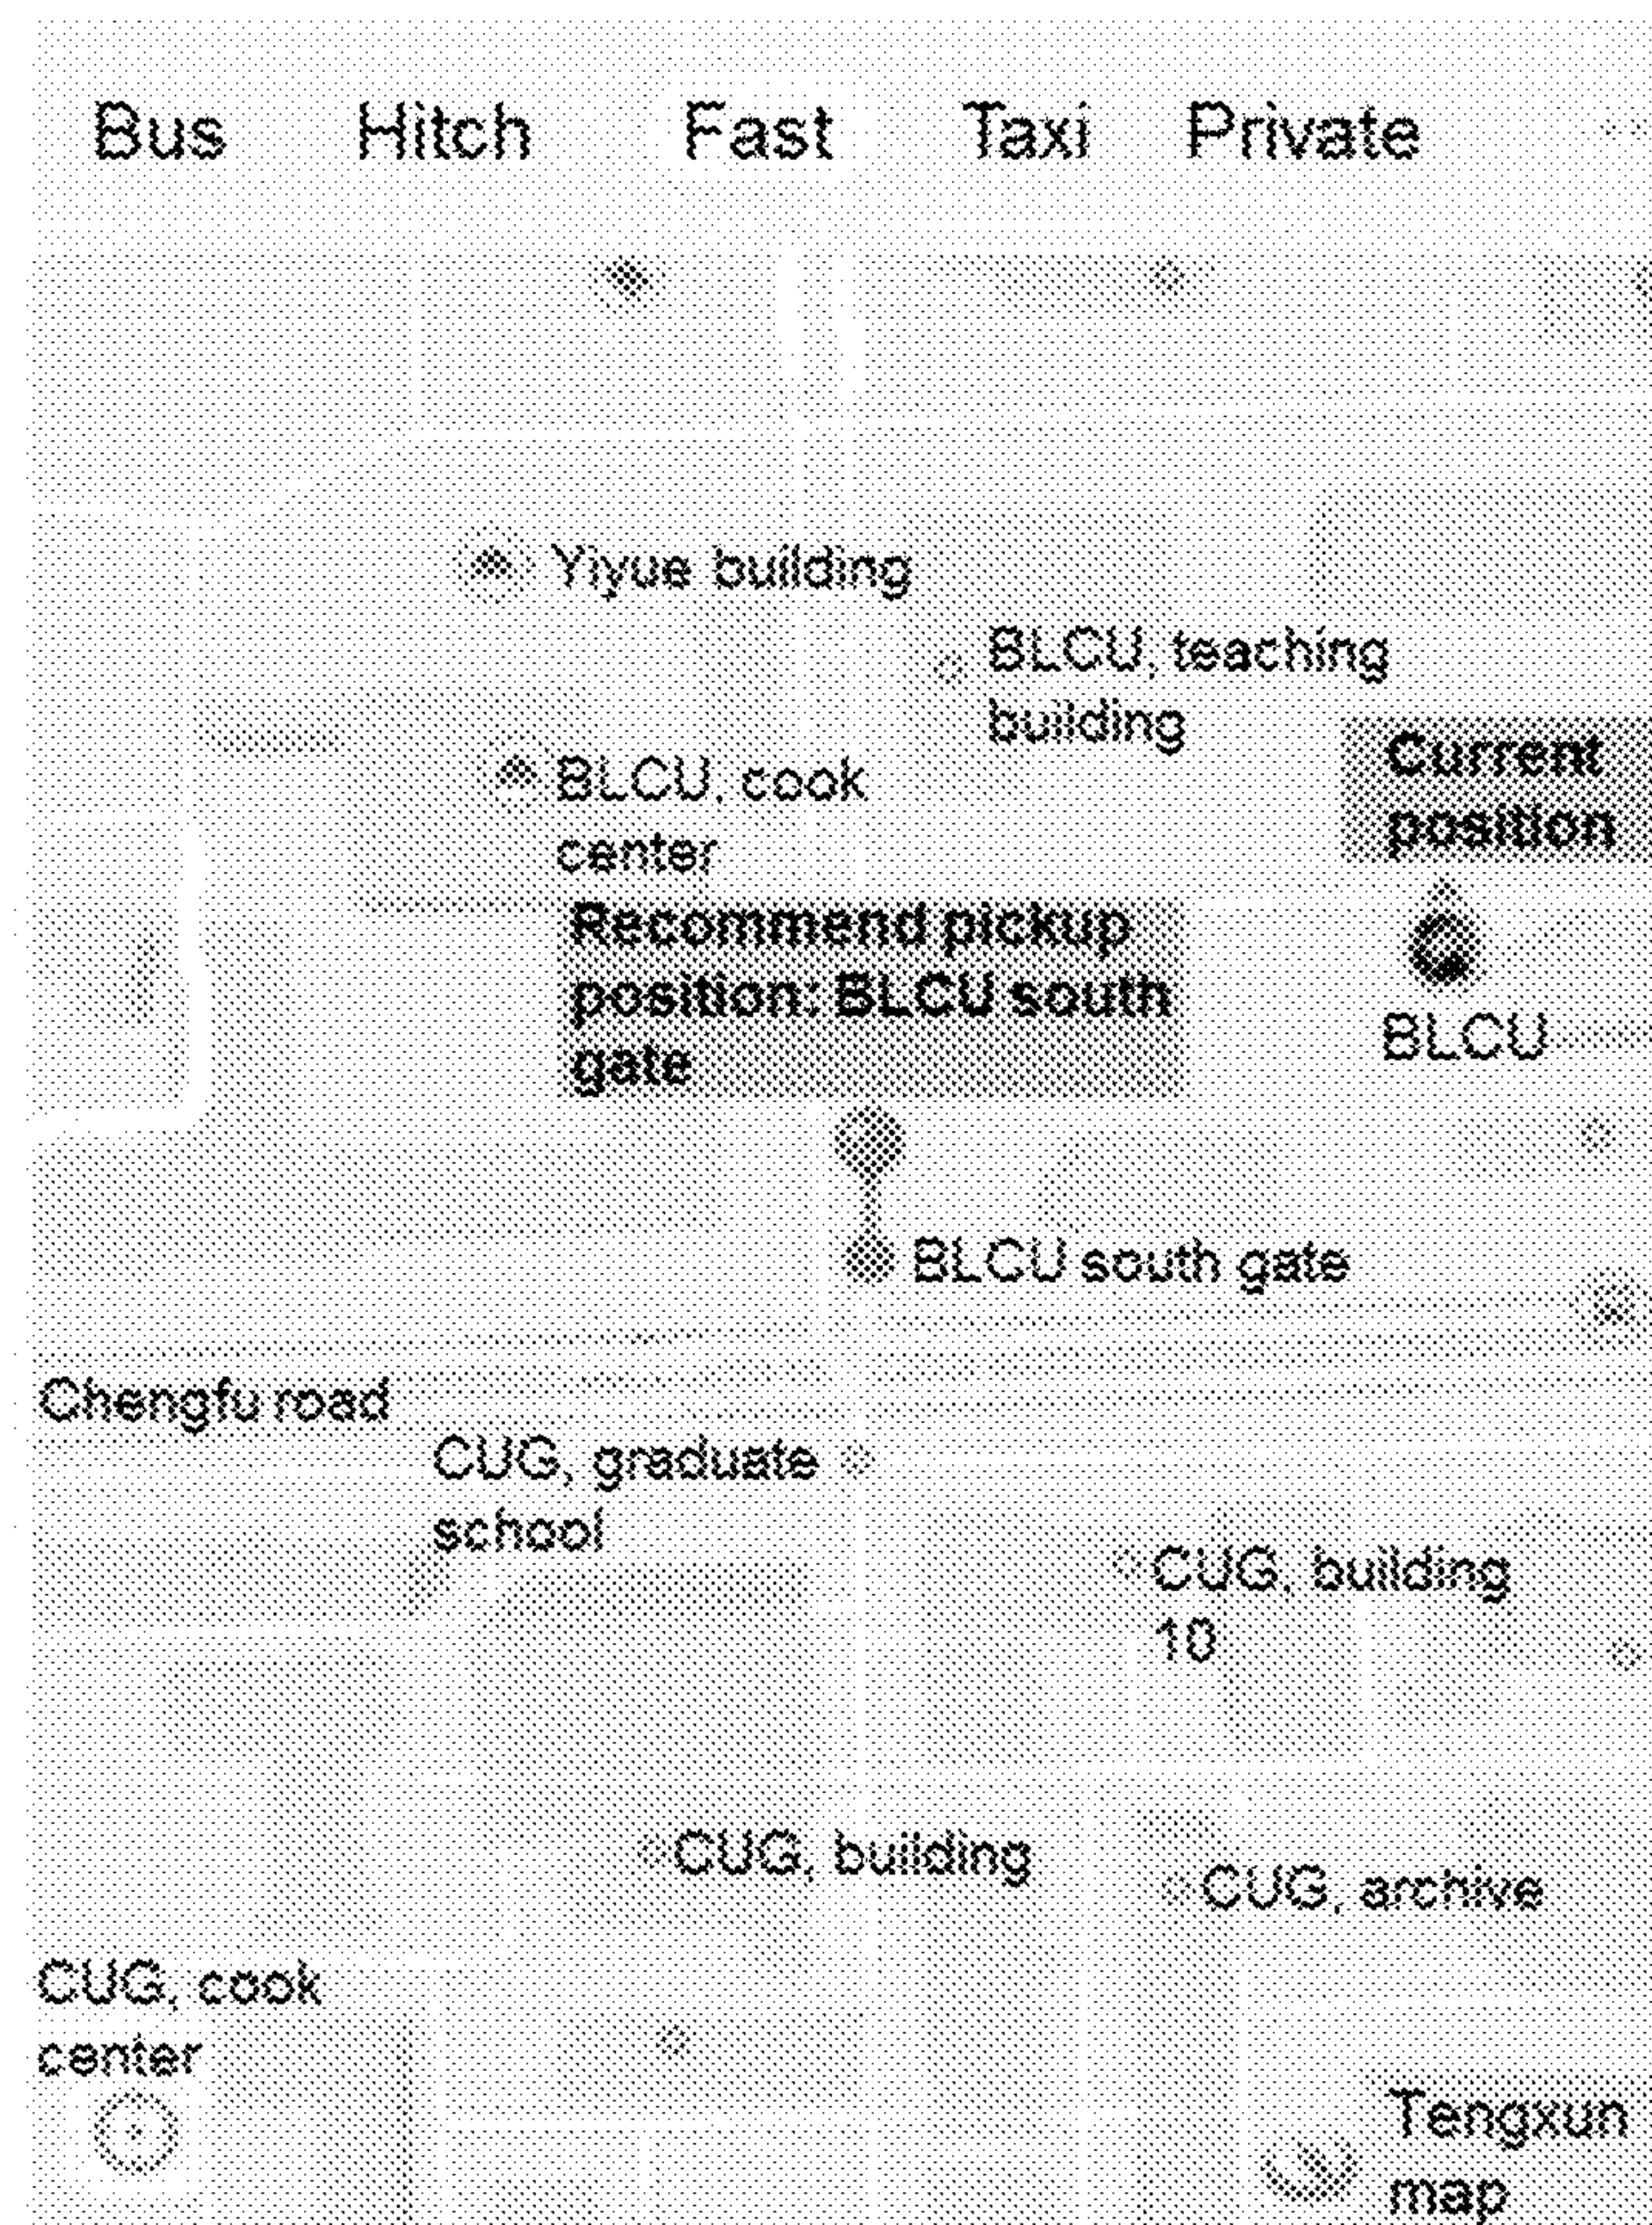 Bus Hitch Fast Taxi Private
Yiyue building
BLCU, teaching
building
Current
position
BLCU, cook
center
Recommend pickup
position: BLCU south
gate
BLCU
BLCU south gate
Chengfu road
CUG, graduate
school
CUG, building
10
CUG, building
CUG, archive
CUG, cook
center
Tengxun
map